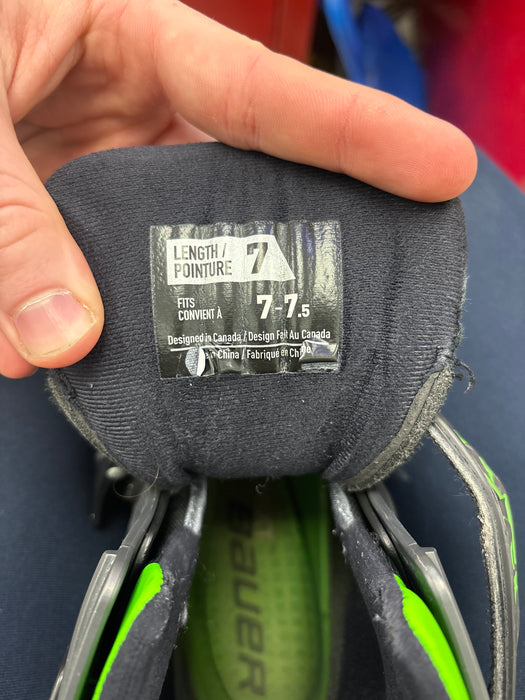 LENGTH /
POINTURE 7
FITS
CONVIENT À 7-7.5
Designed in Canada / Design Fait Au Canada
in China / Fabriqué en Ch
BAUER